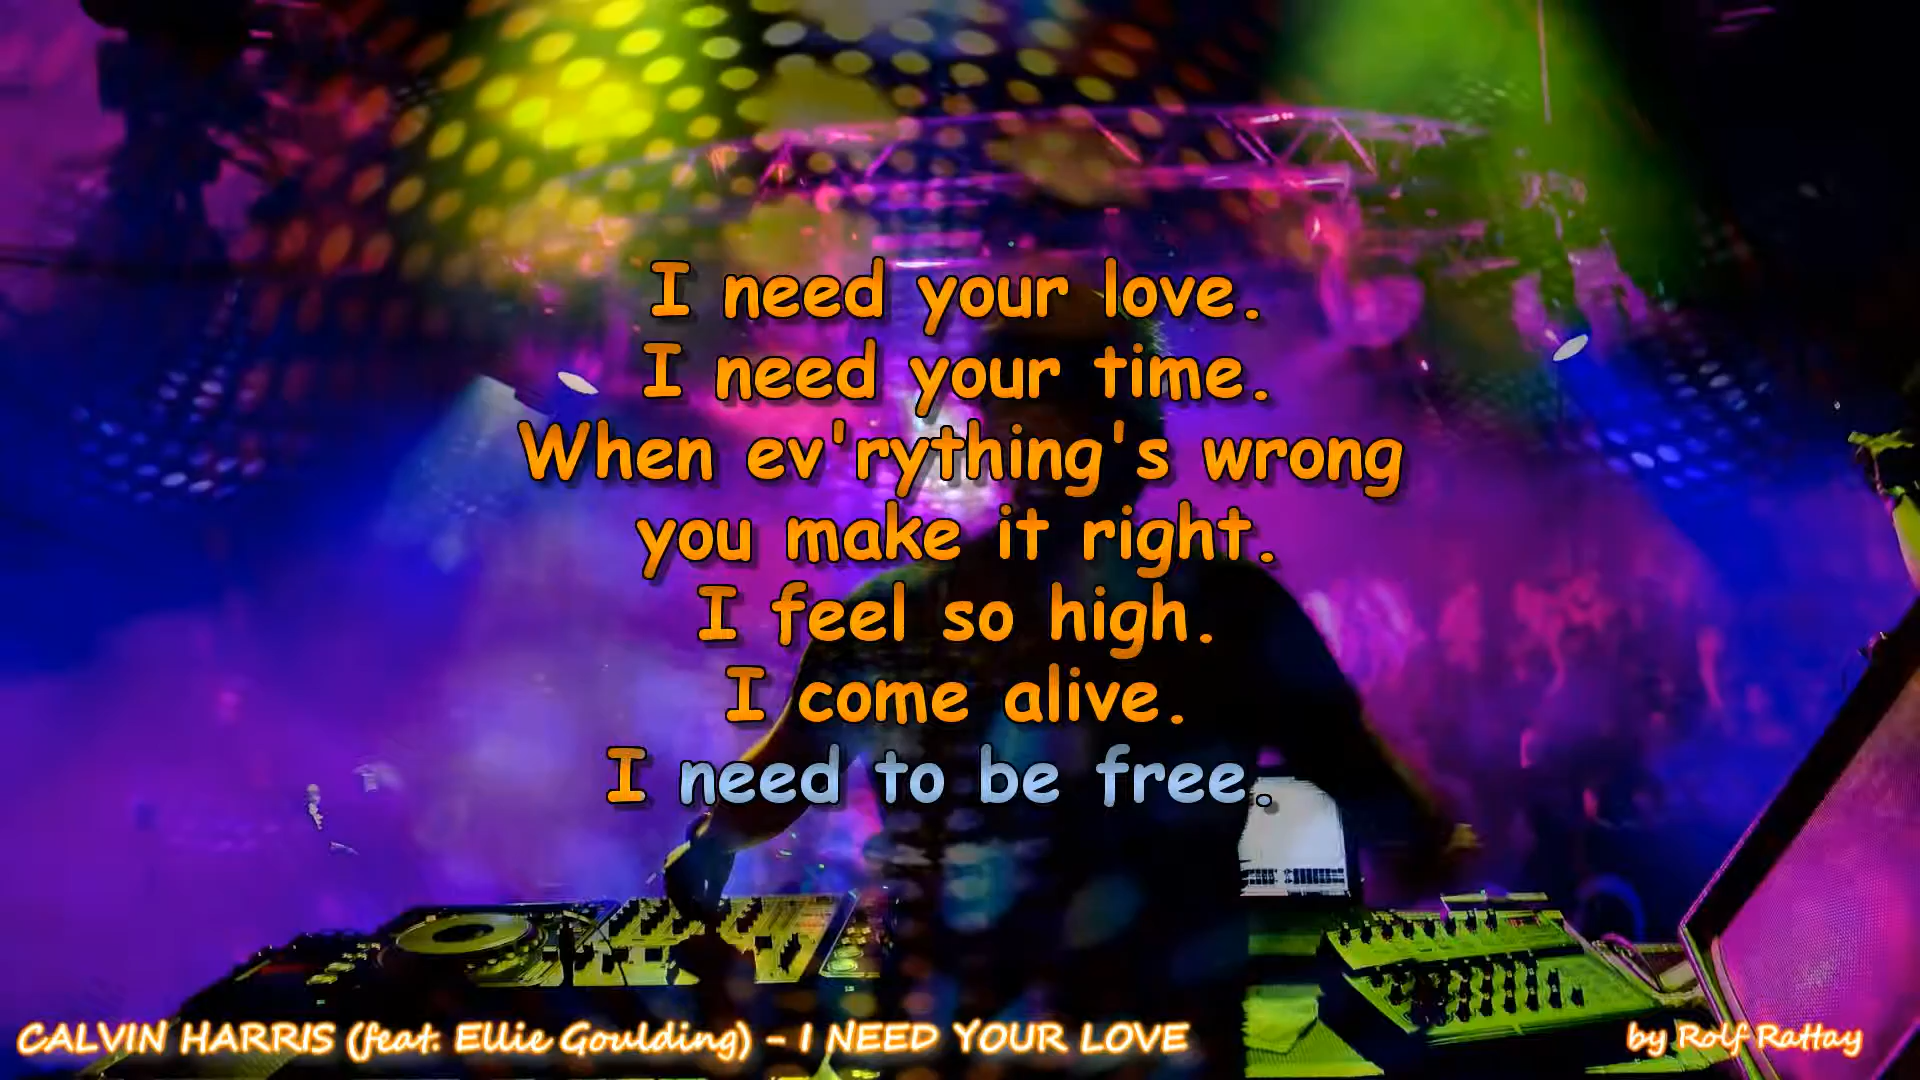 I need your love.
I need your time.
When ev'rything's wrong
you make it right.
I feel so high.
I come alive.
I need to be free.
CALVIN HARRIS (feat. Ellie Goulding) - I NEED YOUR LOVE
by Rolf Rattay